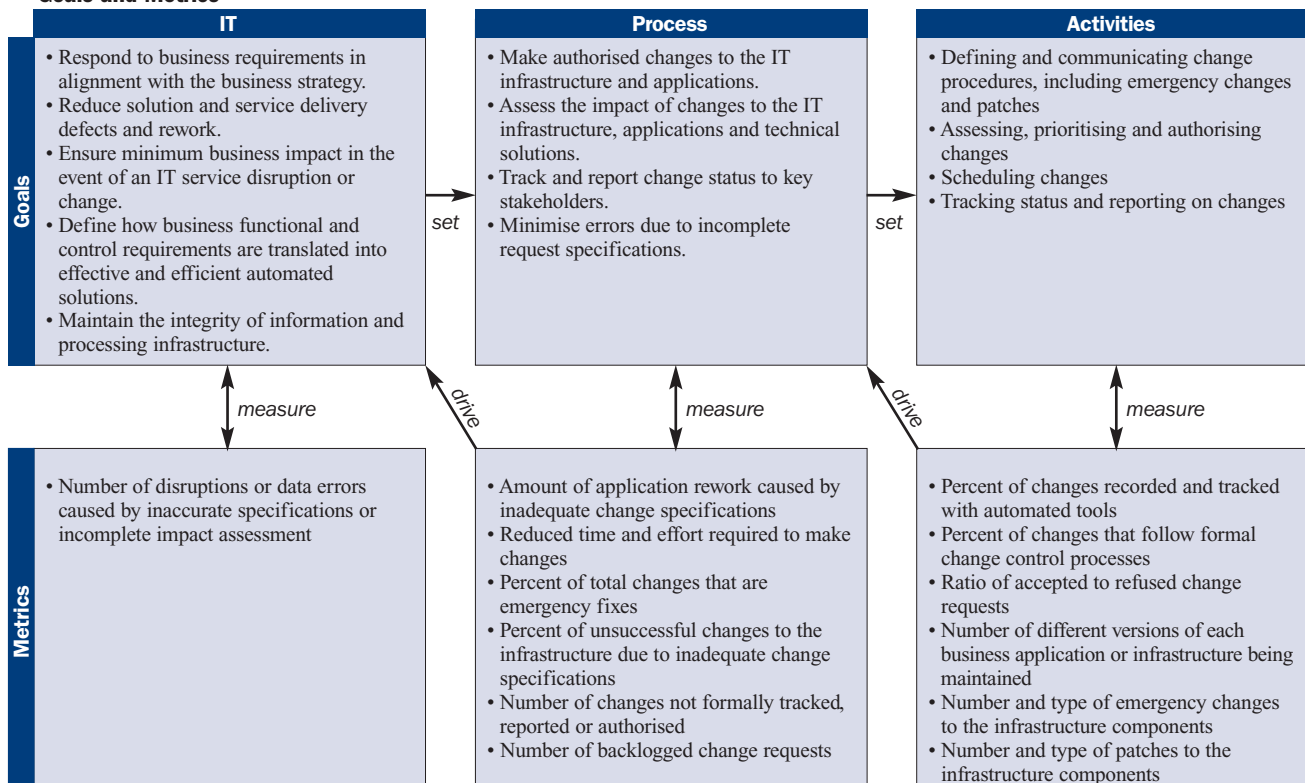 Goals and Metrics
IT
Process
Activities
Goals
• Respond to business requirements in
alignment with the business strategy.
• Reduce solution and service delivery
defects and rework.
• Ensure minimum business impact in the
event of an IT service disruption or
change.
• Define how business functional and
control requirements are translated into
effective and efficient automated
solutions.
• Maintain the integrity of information and
processing infrastructure.
set
• Make authorised changes to the IT
infrastructure and applications.
• Assess the impact of changes to the IT
infrastructure, applications and technical
solutions.
• Track and report change status to key
stakeholders.
• Minimise errors due to incomplete
request specifications.
set
• Defining and communicating change
procedures, including emergency changes
and patches
• Assessing, prioritising and authorising
changes
• Scheduling changes
• Tracking status and reporting on changes
measure
drive
measure
drive
measure
Metrics
• Number of disruptions or data errors
caused by inaccurate specifications or
incomplete impact assessment
• Amount of application rework caused by
inadequate change specifications
• Reduced time and effort required to make
changes
• Percent of total changes that are
emergency fixes
• Percent of unsuccessful changes to the
infrastructure due to inadequate change
specifications
• Number of changes not formally tracked,
reported or authorised
• Number of backlogged change requests
• Percent of changes recorded and tracked
with automated tools
• Percent of changes that follow formal
change control processes
• Ratio of accepted to refused change
requests
• Number of different versions of each
business application or infrastructure being
maintained
• Number and type of emergency changes
to the infrastructure components
• Number and type of patches to the
infrastructure components